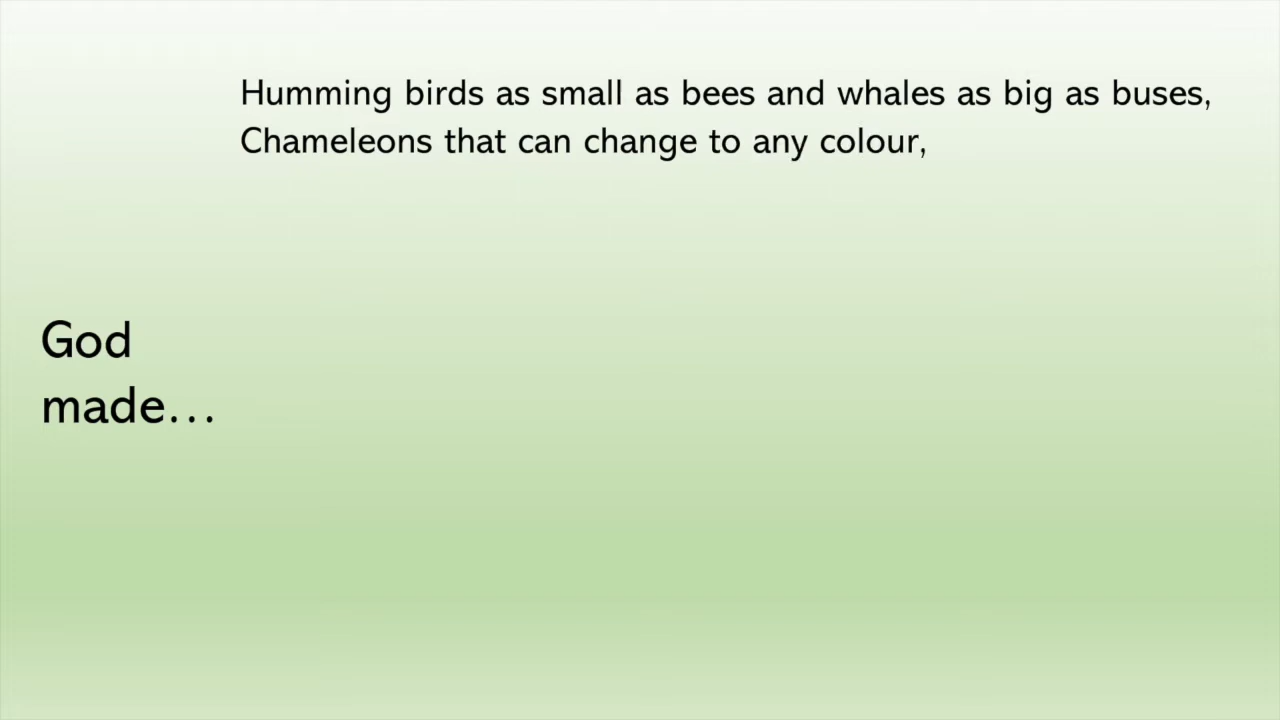 Humming birds as small as bees and whales as big as buses,
Chameleons that can change to any colour,
God
made…